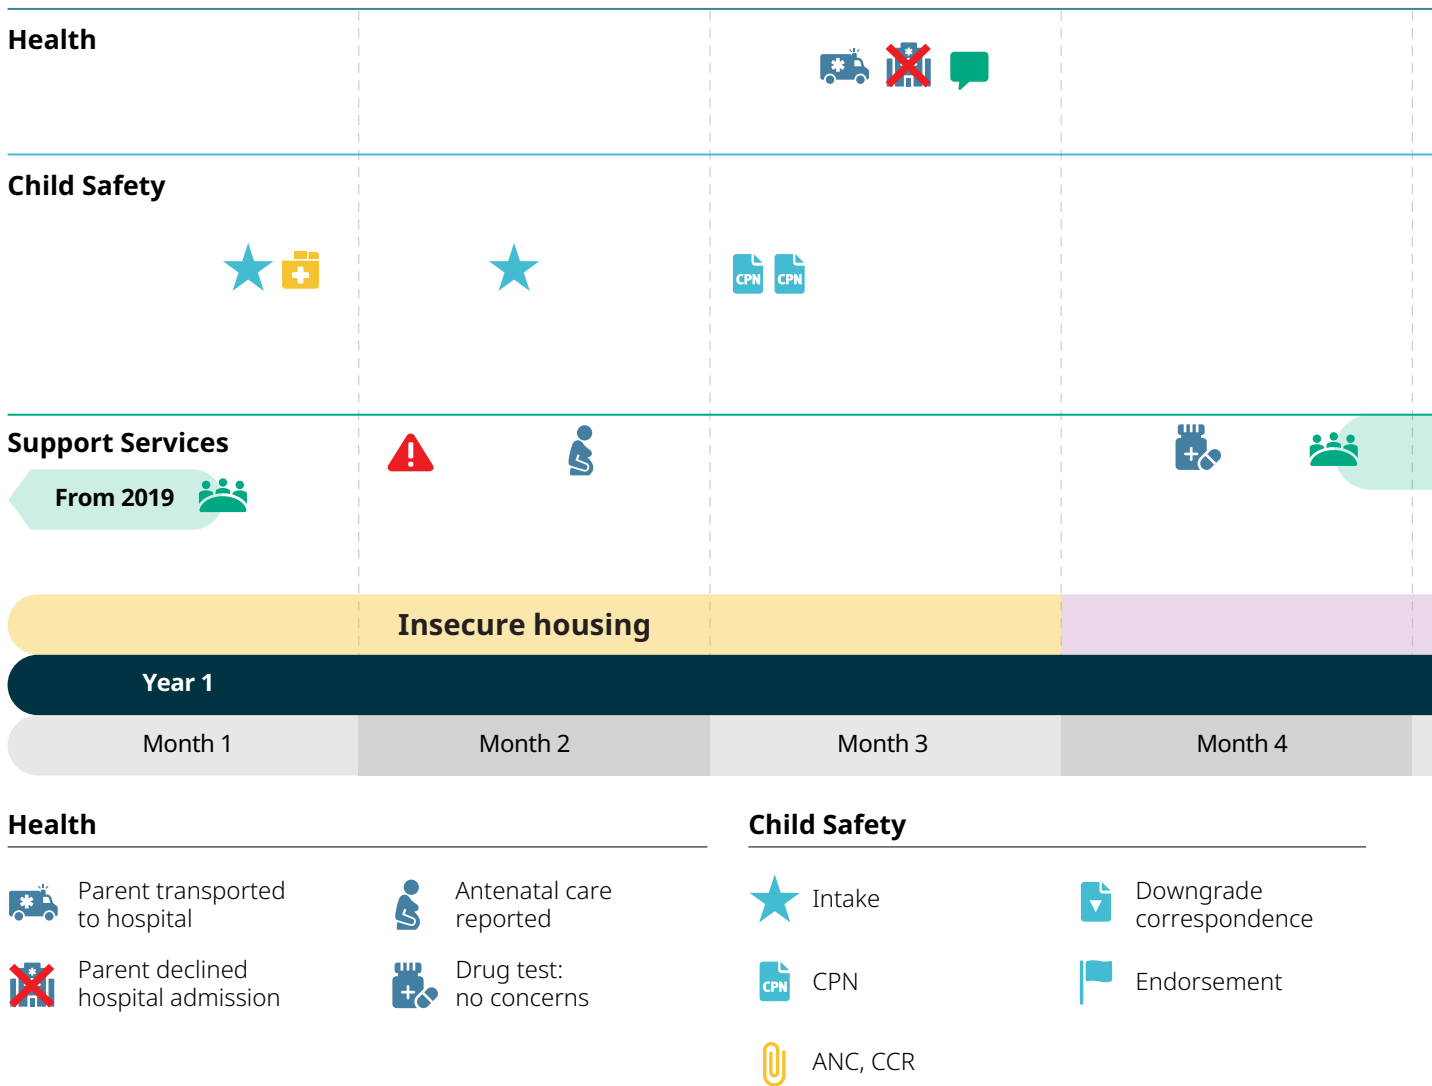 Health
Child Safety
CPN CPN
Support Services
From 2019
Insecure housing
Year 1
Month 1 Month 2 Month 3 Month 4
Health
Parent transported
to hospital
Antenatal care
reported
Parent declined
hospital admission
Drug test:
no concerns
Child Safety
Intake
Downgrade
correspondence
CPN CPN
Endorsement
ANC, CCR